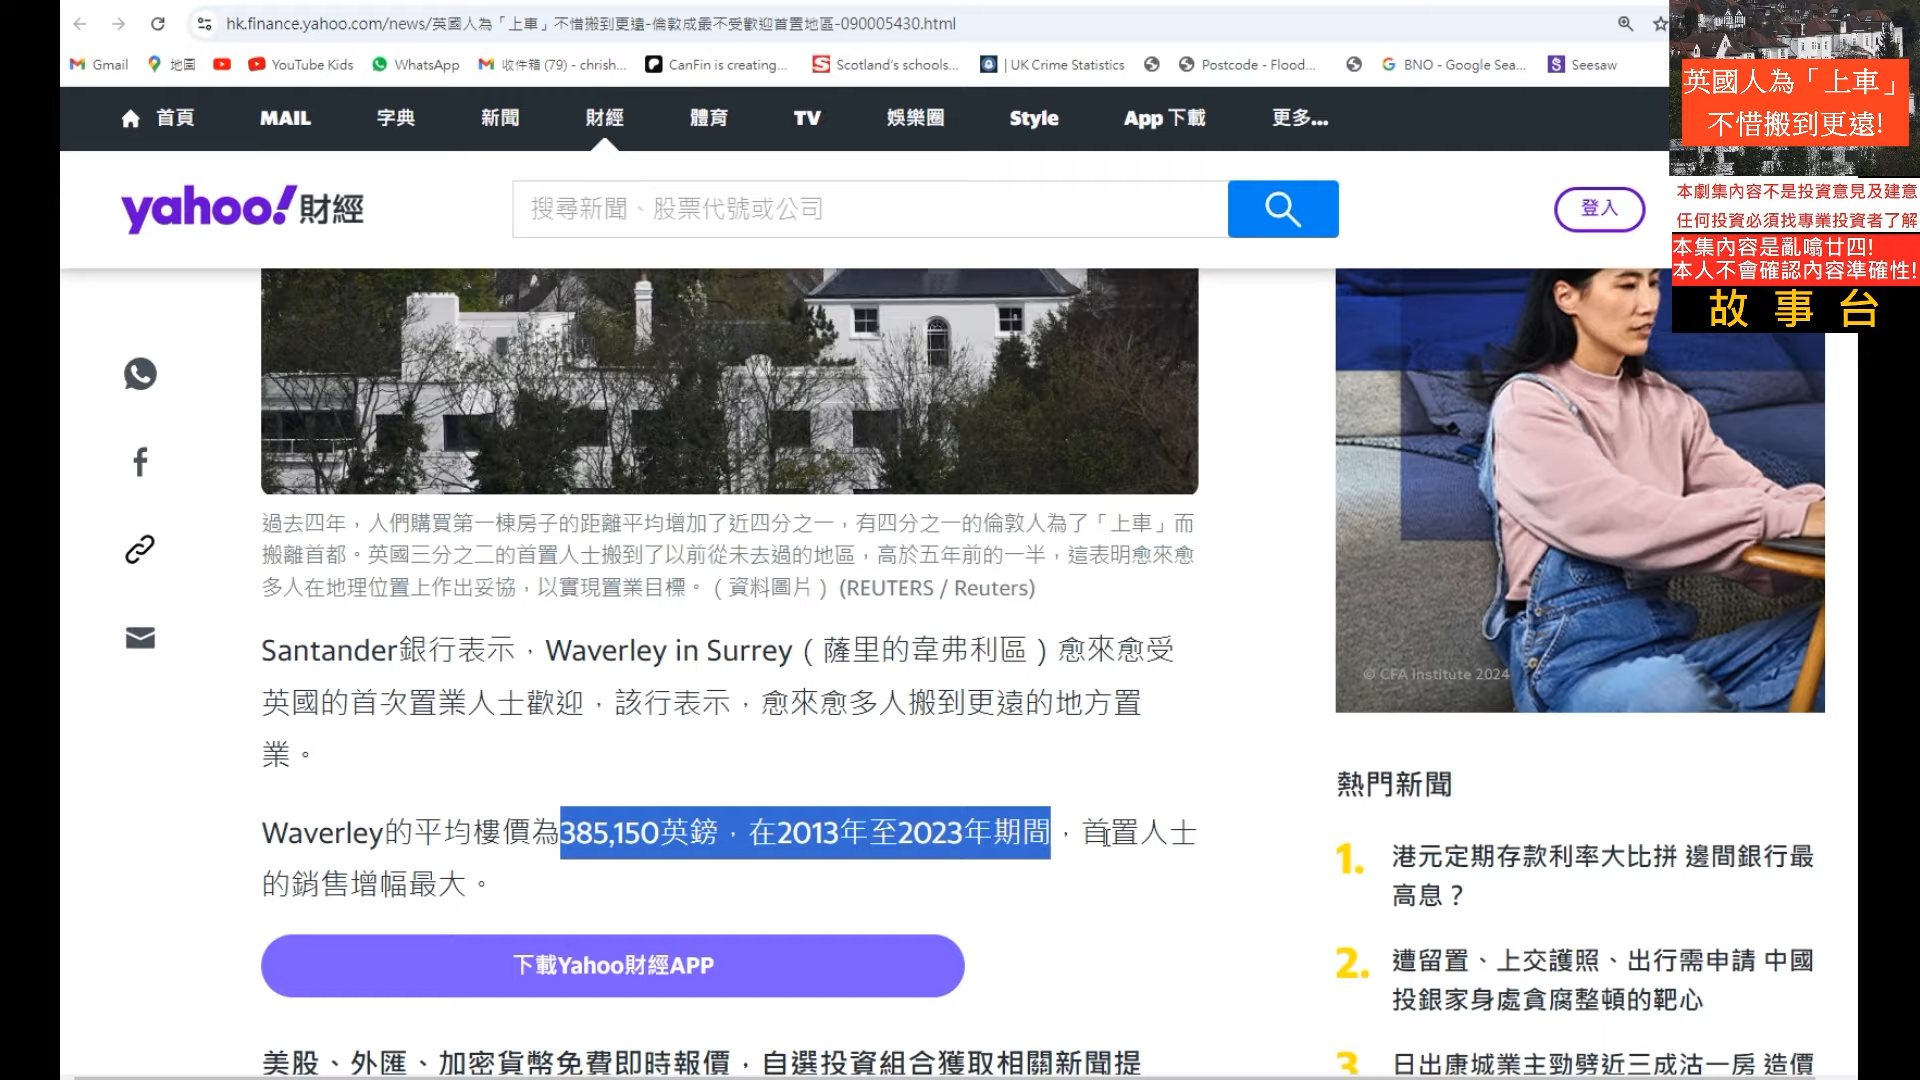 hk.finance.yahoo.com/news/英國人為「上車」不惜搬到更遠-倫敦成最不受歡迎首置地區-090005430.html
Gmail
地圖
YouTube Kids
WhatsApp
收件箱 (79) - chrish...
CanFin is creating...
Scotland's schools...
| UK Crime Statistics
Postcode - Flood...
BNO - Google Sea...
Seesaw
首頁
MAIL
字典
新聞
財經
體育
TV
娛樂圈
Style
App 下載
更多...
yahoo!財經
搜尋新聞、股票代號或公司
登入
英國人為「上車」
不惜搬到更遠!
本劇集內容不是投資意見及建意
任何投資必須找專業投資者了解
本集內容是亂噏廿四!
本人不會確認內容準確性!
故事台
過去四年，人們購買第一棟房子的距離平均增加了近四分之一，有四分之一的倫敦人為了「上車」而
搬離首都。英國三分之二的首置人士搬到了以前從未去過的地區，高於五年前的一半，這表明愈來愈
多人在地理位置上作出妥協，以實現置業目標。（資料圖片） (REUTERS / Reuters)
Santander銀行表示，Waverley in Surrey（薩里的韋弗利區）愈來愈受
英國的首次置業人士歡迎，該行表示，愈來愈多人搬到更遠的地方置
業。
Waverley的平均樓價為385,150英鎊，在2013年至2023年期間，首置人士
的銷售增幅最大。
下載Yahoo財經APP
美股、外匯、加密貨幣免費即時報價，自選投資組合獲取相關新聞提
© CFA Institute 2024
熱門新聞
1. 港元定期存款利率大比拼 邊間銀行最
高息？
2. 遭留置、上交護照、出行需申請 中國
投銀家身處貪腐整頓的靶心
3 日出康城業主勁劈近三成沽一房 造價